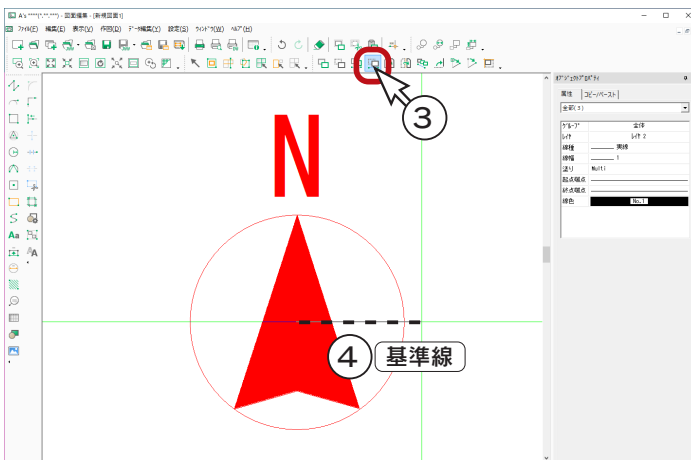 A's ****(*.**.***) - 図面編集 - [新規図面1]
ファイル(F) 編集(E) 表示(V) 作図(D) データ編集(Y) 設定(S) ウインドウ(W) ヘルプ(H)
オブジェクトプロパティ
属性 コピー/ペースト
全部(3)
グループ 全体
レイヤ レイヤ 2
線種 実線
線幅 1
塗り Multi
起点端点
終点端点
線色 No.1
Aa
AA
N
③
④ 基準線